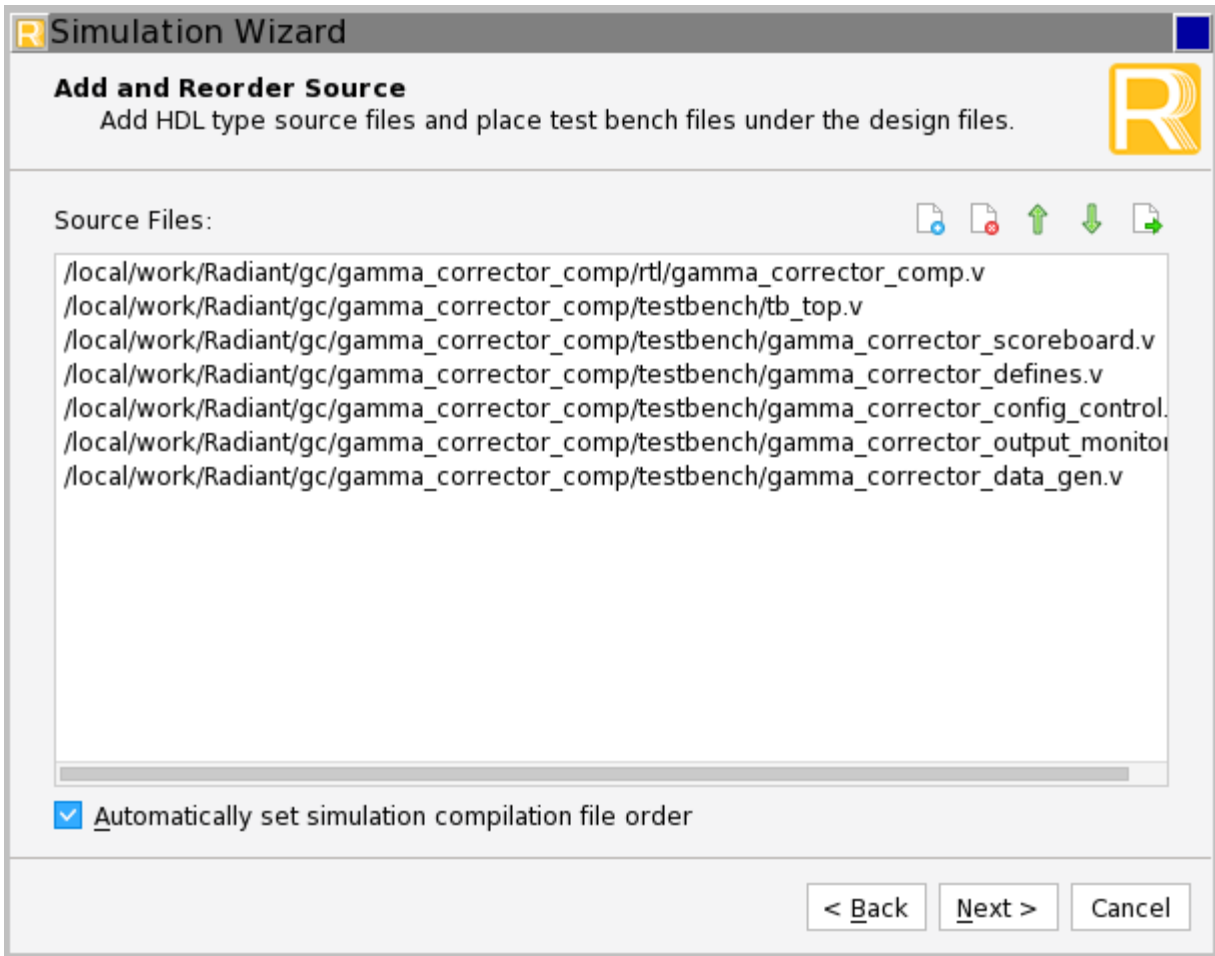 Simulation Wizard
Add and Reorder Source
Add HDL type source files and place test bench files under the design files.
Source Files:
/local/work/Radiant/gc/gamma_corrector_comp/rtl/gamma_corrector_comp.v
/local/work/Radiant/gc/gamma_corrector_comp/testbench/tb_top.v
/local/work/Radiant/gc/gamma_corrector_comp/testbench/gamma_corrector_scoreboard.v
/local/work/Radiant/gc/gamma_corrector_comp/testbench/gamma_corrector_defines.v
/local/work/Radiant/gc/gamma_corrector_comp/testbench/gamma_corrector_config_control.
/local/work/Radiant/gc/gamma_corrector_comp/testbench/gamma_corrector_output_monitor
/local/work/Radiant/gc/gamma_corrector_comp/testbench/gamma_corrector_data_gen.v
Automatically set simulation compilation file order
< Back Next > Cancel